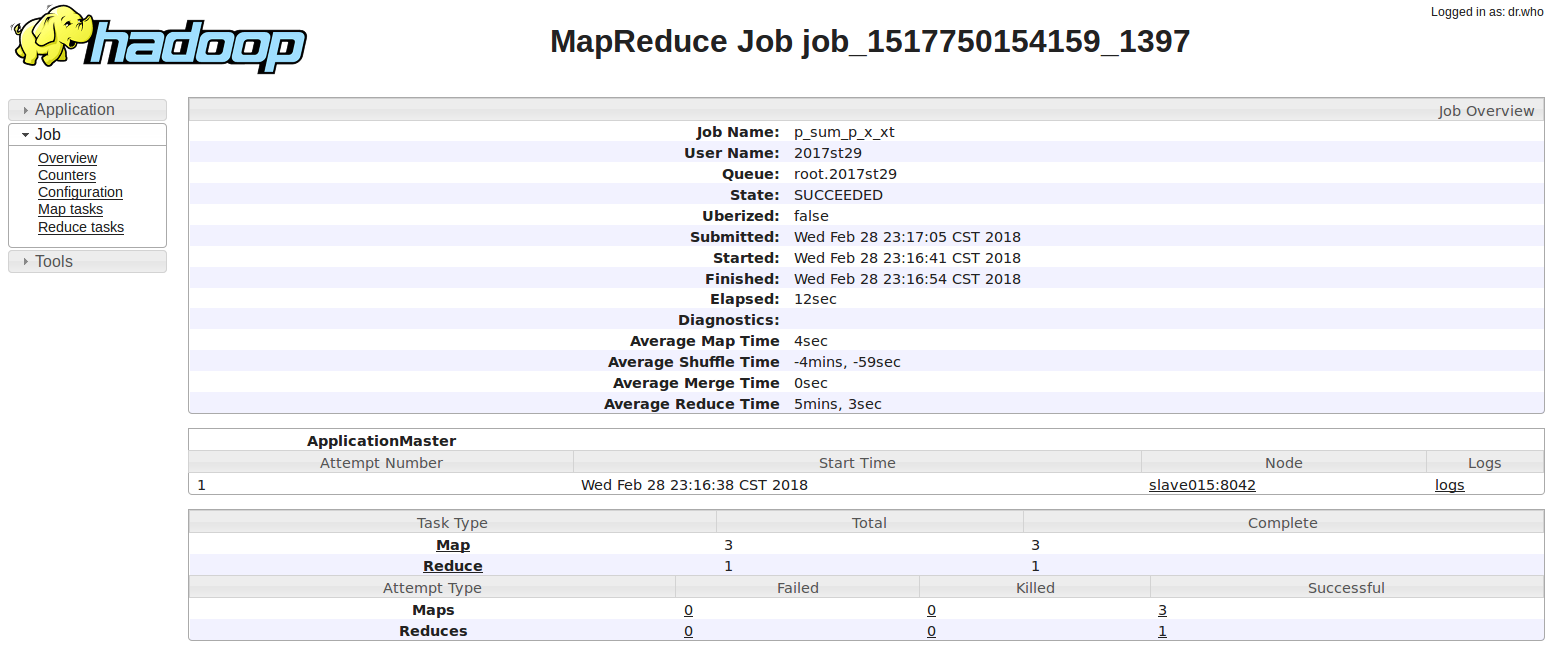 Logged in as: dr.who
hadoop
MapReduce Job job_1517750154159_1397
Application
Job
Overview
Counters
Configuration
Map tasks
Reduce tasks
Tools
Job Overview
Job Name: p_sum_p_x_xt
User Name: 2017st29
Queue: root.2017st29
State: SUCCEEDED
Uberized: false
Submitted: Wed Feb 28 23:17:05 CST 2018
Started: Wed Feb 28 23:16:41 CST 2018
Finished: Wed Feb 28 23:16:54 CST 2018
Elapsed: 12sec
Diagnostics:
Average Map Time 4sec
Average Shuffle Time -4mins, -59sec
Average Merge Time 0sec
Average Reduce Time 5mins, 3sec
ApplicationMaster
Attempt Number Start Time Node Logs
1 Wed Feb 28 23:16:38 CST 2018 slave015:8042 logs
Task Type Total Complete
Map 3 3
Reduce 1 1
Attempt Type Failed Killed Successful
Maps 0 0 3
Reduces 0 0 1